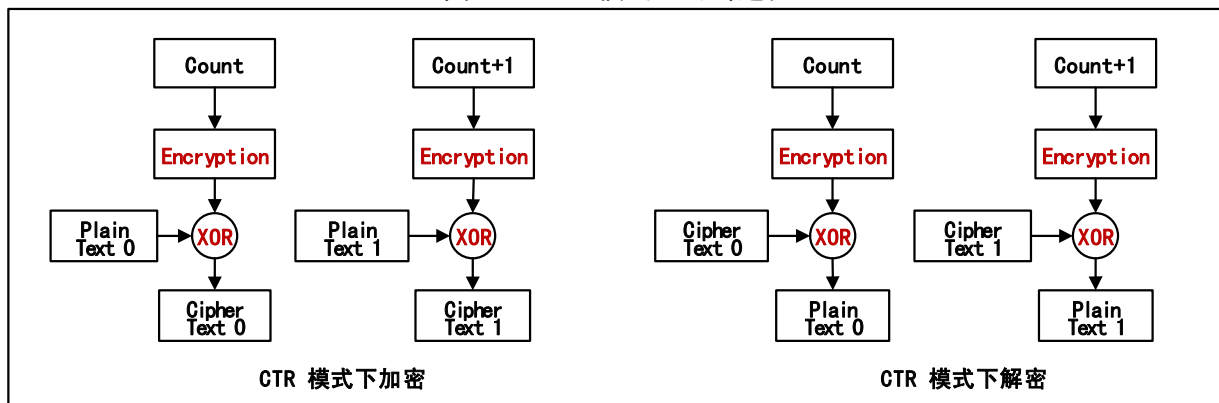 Count
Count+1
Count
Count+1
Encryption
Encryption
Encryption
Encryption
Plain
Text 0
XOR
Plain
Text 1
XOR
Cipher
Text 0
XOR
Cipher
Text 1
XOR
Cipher
Text 0
Cipher
Text 1
Plain
Text 0
Plain
Text 1
CTR 模式下加密
CTR 模式下解密